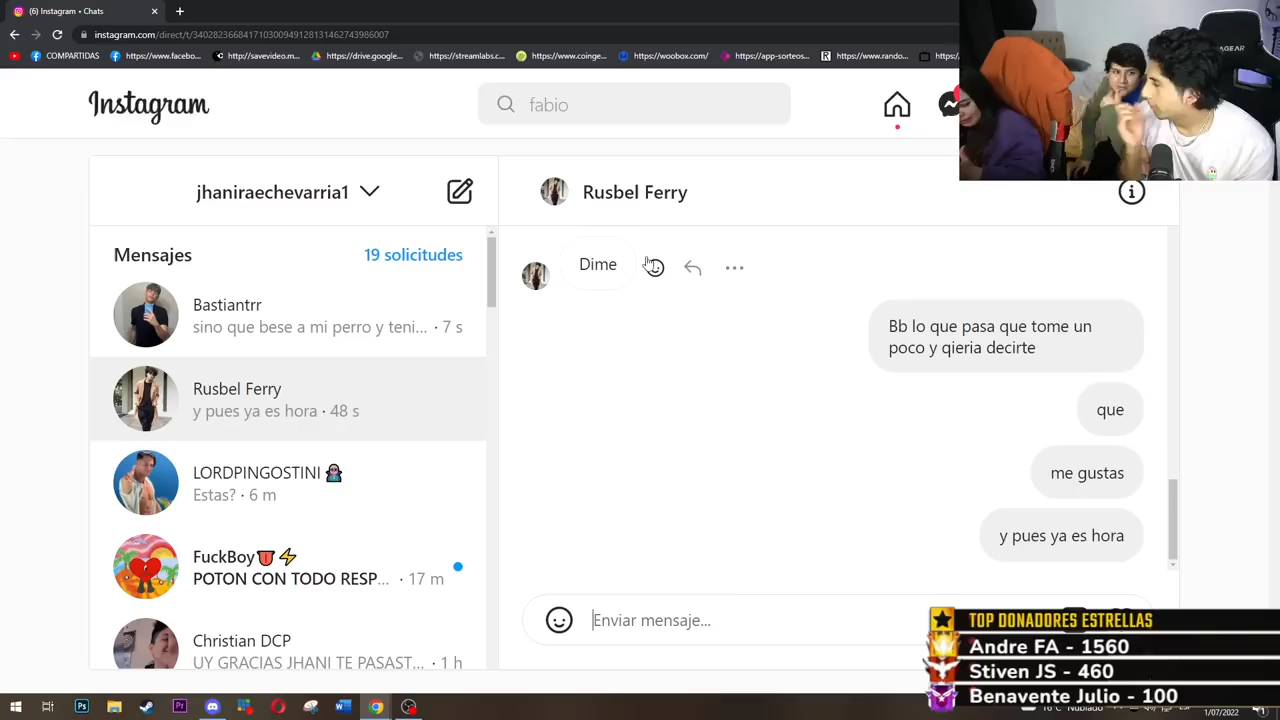 (6) Instagram • Chats
instagram.com/direct/t/340282366841710300949128131462743986007
COMPARTIDAS
https://www.facebo...
http://savevideo.m...
https://drive.google...
https://streamlabs.c...
https://www.coinge...
https://woobox.com/
https://app-sorteos...
https://www.rando...
https://
Instagram
fabio
jhaniraechevarria1
Rusbel Ferry
Mensajes
19 solicitudes
Bastiantrr
sino que bese a mi perro y teni... · 7 s
Rusbel Ferry
y pues ya es hora · 48 s
LORDPINGOSTINI
Estas? · 6 m
FuckBoy
POTON CON TODO RESP... · 17 m
Christian DCP
UY GRACIAS JHANI TE PASAST... · 1 h
Dime
Bb lo que pasa que tome un
poco y qieria decirte
que
me gustas
y pues ya es hora
Enviar mensaje...
TOP DONADORES ESTRELLAS
Andre FA - 1560
Stiven JS - 460
Benavente Julio - 100
1/07/2022